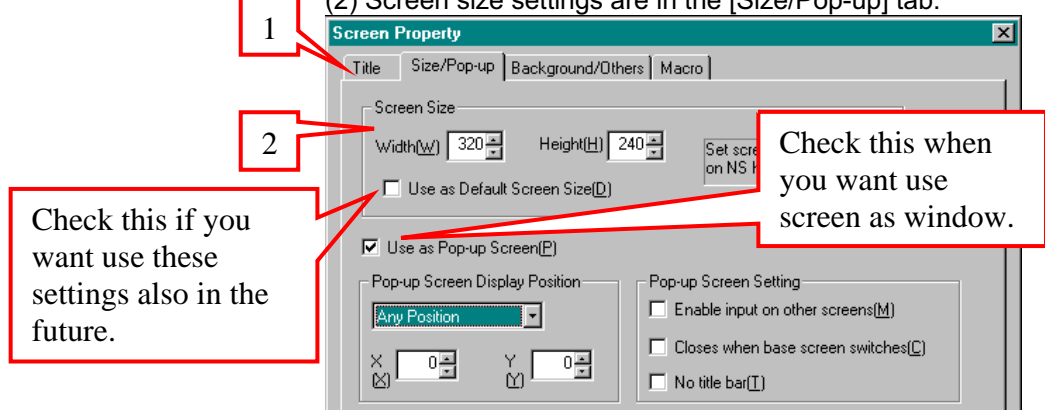 (2) Screen size settings are in the [Size/Pop-up] tab.
1
Screen Property
Title Size/Pop-up Background/Others Macro
Screen Size
2
Width(W) 320 Height(H) 240
Set scre
on NS
Use as Default Screen Size(D)
Check this when
you want use
screen as window.
Check this if you
want use these
settings also in the
future.
Use as Pop-up Screen(P)
Pop-up Screen Display Position
Pop-up Screen Setting
Any Position
Enable input on other screens(M)
Closes when base screen switches(C)
X 0 Y 0
(X) (Y)
No title bar(T)